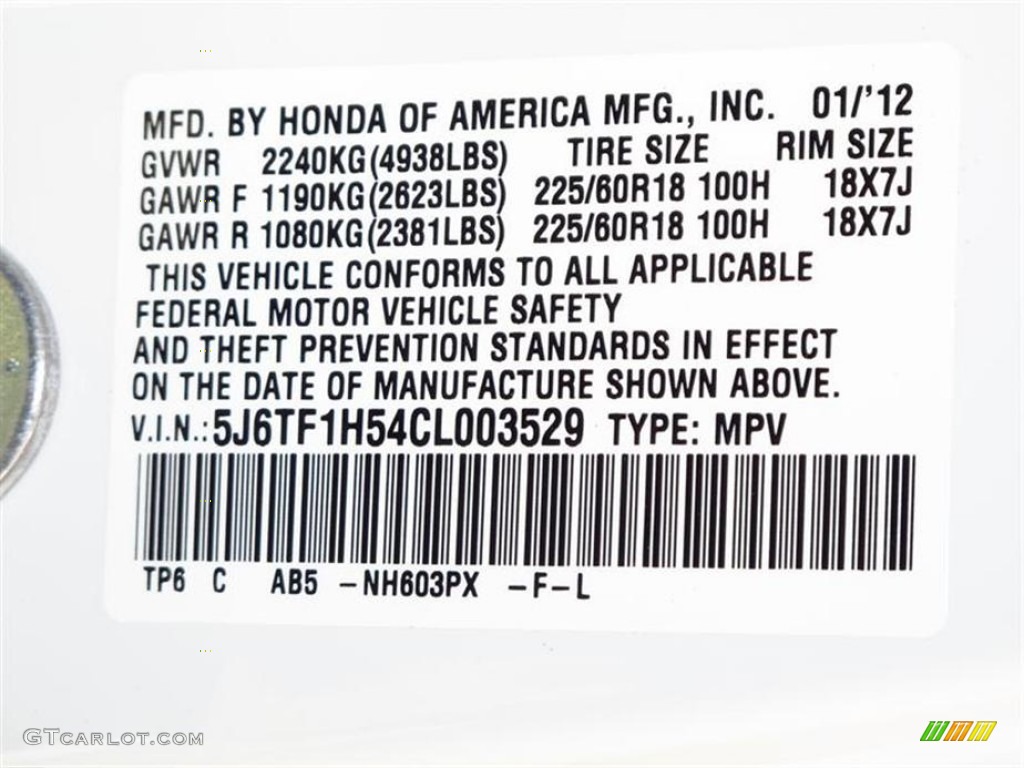 MFD. BY HONDA OF AMERICA MFG., INC. 01/'12
GVWR 2240KG(4938LBS) TIRE SIZE RIM SIZE
GAWR F 1190KG(2623LBS) 225/60R18 100H 18X7J
GAWR R 1080KG(2381LBS) 225/60R18 100H 18X7J
THIS VEHICLE CONFORMS TO ALL APPLICABLE
FEDERAL MOTOR VEHICLE SAFETY
AND THEFT PREVENTION STANDARDS IN EFFECT
ON THE DATE OF MANUFACTURE SHOWN ABOVE.
V.I.N.:5J6TF1H54CL003529 TYPE: MPV
TP6 C AB5 -NH603PX -F-L
GTCARLOT.COM